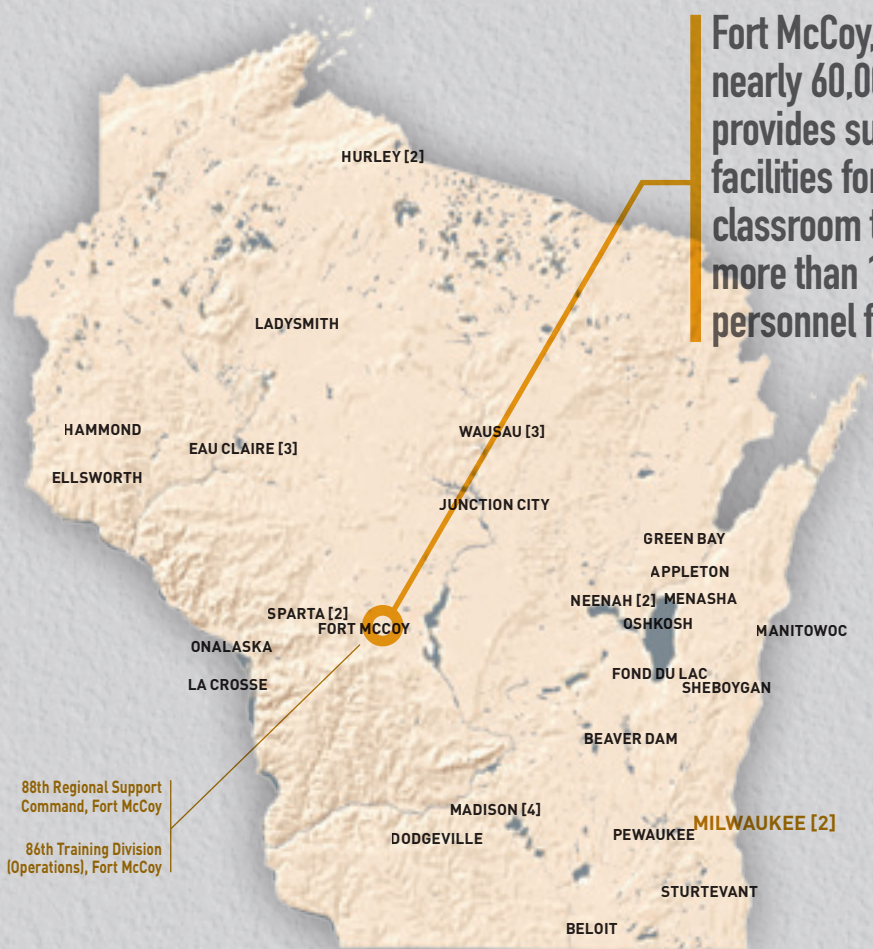 Fort McCoy,
nearly 60,00
provides su
facilities for
classroom t
more than 1
personnel f
HURLEY [2]
LADYSMITH
HAMMOND
WAUSAU [3]
EAU CLAIRE [3]
ELLSWORTH
JUNCTION CITY
GREEN BAY
APPLETON
NEENAH [2]
MENASHA
SPARTA [2]
OSHKOSH
FORT MCCOY
MANITOWOC
ONALASKA
FOND DU LAC
LA CROSSE
SHEBOYGAN
BEAVER DAM
88th Regional Support
Command, Fort McCoy
86th Training Division
(Operations), Fort McCoy
MADISON [4]
MILWAUKEE [2]
PEWAUKEE
DODGEVILLE
STURTEVANT
BELOIT